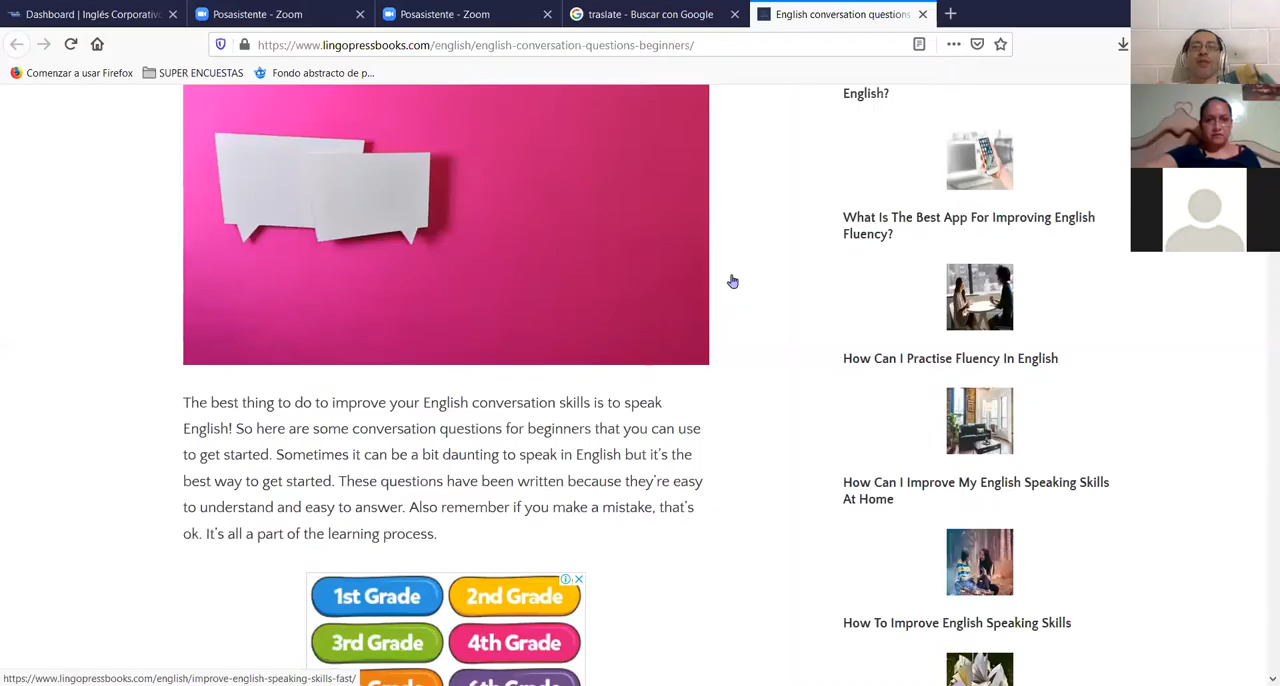 Dashboard | Inglés Corporativo
Posasistente - Zoom
Posasistente - Zoom
traslate - Buscar con Google
English conversation questions
https://www.lingopressbooks.com/english/english-conversation-questions-beginners/
Comenzar a usar Firefox
SUPER ENCUESTAS
Fondo abstracto de p...
The best thing to do to improve your English conversation skills is to speak
English! So here are some conversation questions for beginners that you can use
to get started. Sometimes it can be a bit daunting to speak in English but it's the
best way to get started. These questions have been written because they're easy
to understand and easy to answer. Also remember if you make a mistake, that's
ok. It's all a part of the learning process.
1st Grade
2nd Grade
3rd Grade
4th Grade
Grade
English?
What Is The Best App For Improving English
Fluency?
How Can I Practise Fluency In English
How Can I Improve My English Speaking Skills
At Home
How To Improve English Speaking Skills
https://www.lingopressbooks.com/english/improve-english-speaking-skills-fast/